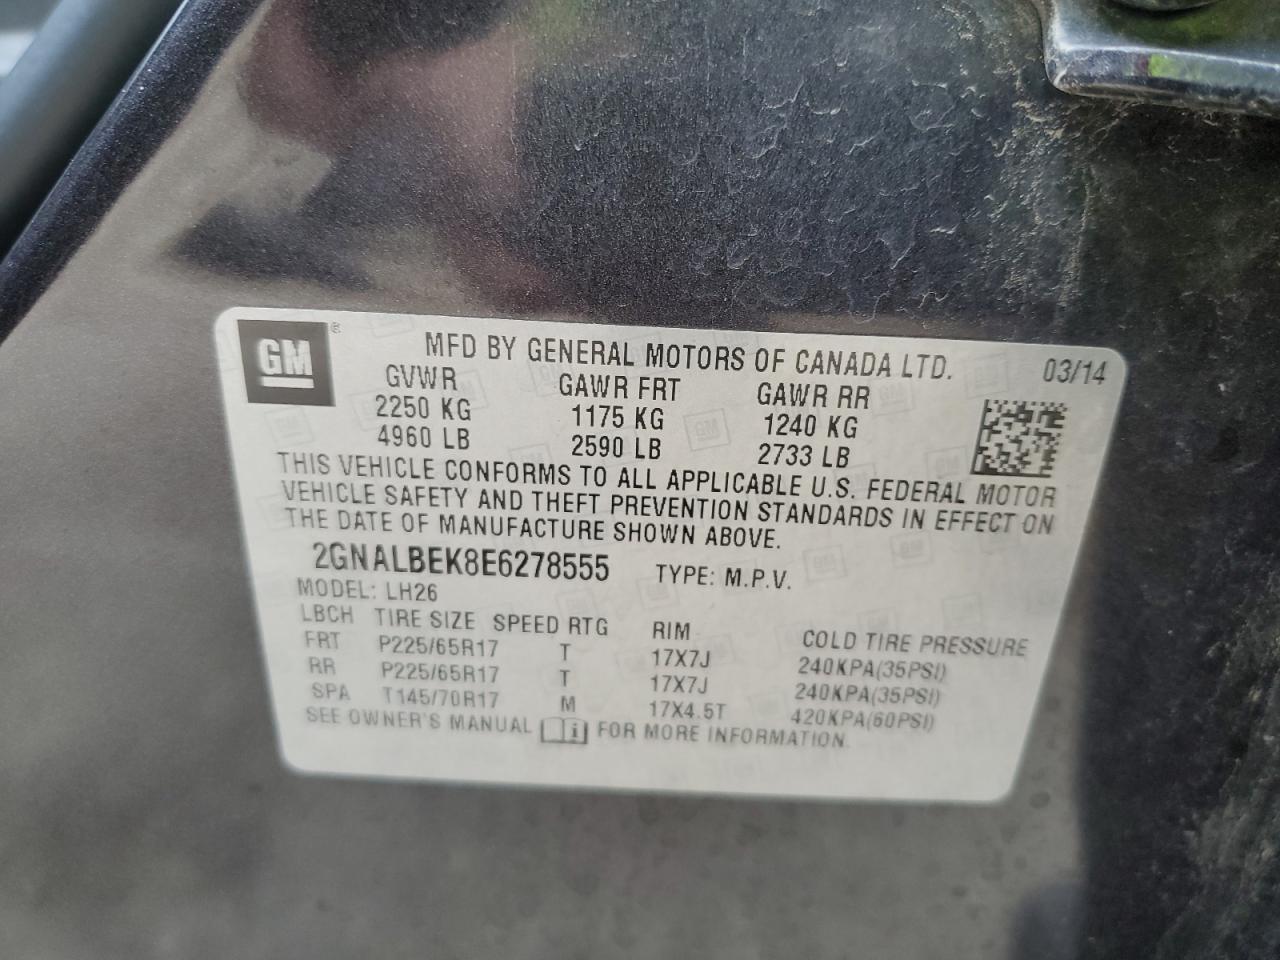 GM ®
MFD BY GENERAL MOTORS OF CANADA LTD. 03/14
GVWR GAWR FRT GAWR RR
2250 KG 1175 KG 1240 KG
4960 LB 2590 LB 2733 LB
THIS VEHICLE CONFORMS TO ALL APPLICABLE U.S. FEDERAL MOTOR
VEHICLE SAFETY AND THEFT PREVENTION STANDARDS IN EFFECT ON
THE DATE OF MANUFACTURE SHOWN ABOVE.
2GNALBEK8E6278555 TYPE: M.P.V.
MODEL: LH26
LBCH TIRE SIZE SPEED RTG RIM COLD TIRE PRESSURE
FRT P225/65R17 T 17X7J 240KPA(35PSI)
RR P225/65R17 T 17X7J 240KPA(35PSI)
SPA T145/70R17 M 17X4.5T 420KPA(60PSI)
SEE OWNER'S MANUAL i FOR MORE INFORMATION.